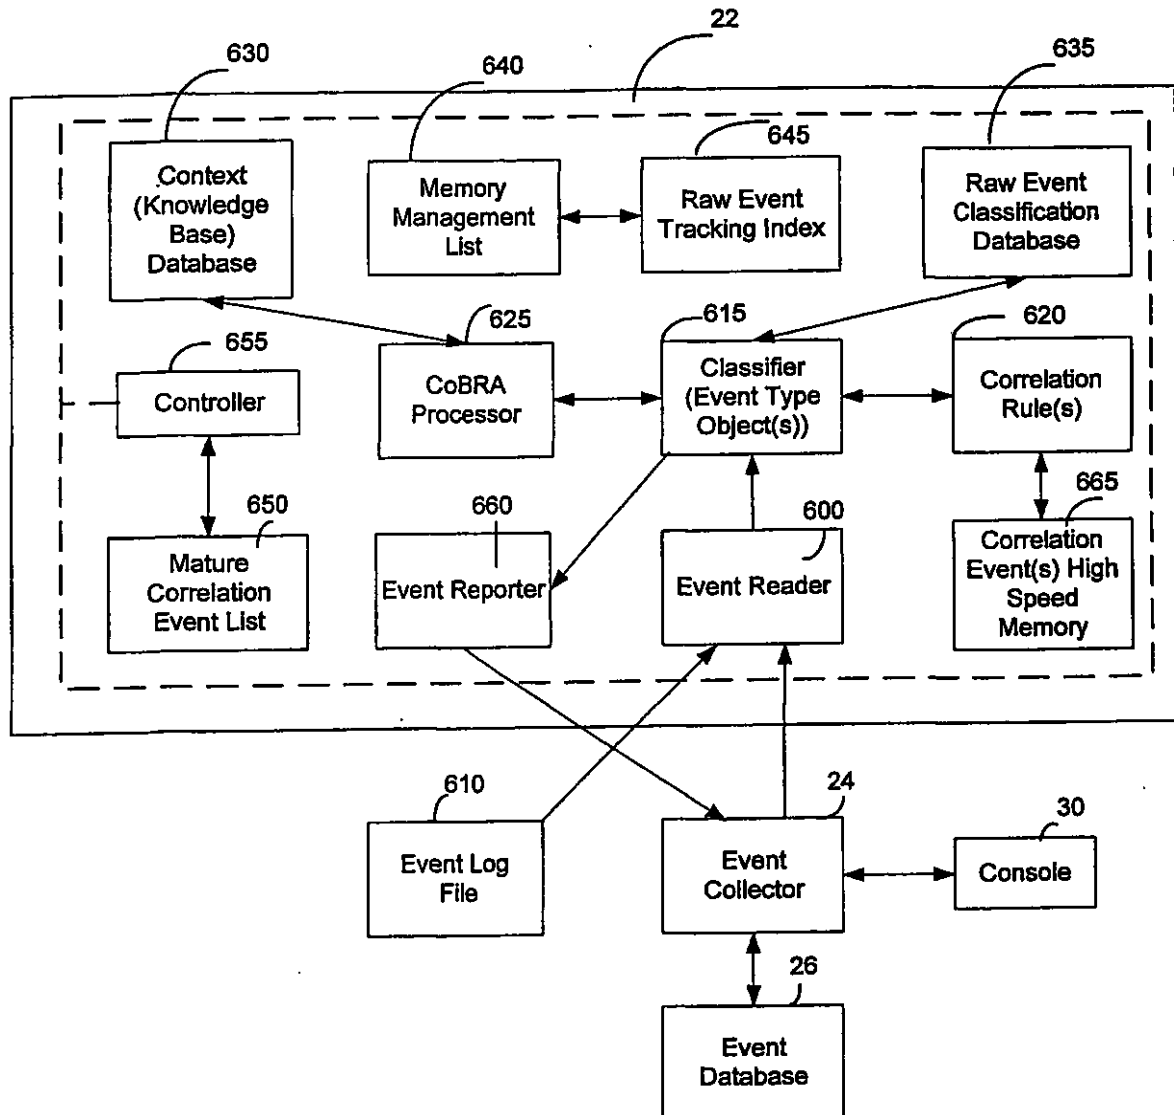 22
630
640
645
635
Context
(Knowledge
Base)
Database
Memory
Management
List
Raw Event
Tracking Index
Raw Event
Classification
Database
655
625
615
620
Controller
CoBRA
Processor
Classifier
(Event Type
Object(s))
Correlation
Rule(s)
650
660
600
665
Mature
Correlation
Event List
Event Reporter
Event Reader
Correlation
Event(s) High
Speed
Memory
610
24
30
Event Log
File
Event
Collector
Console
26
Event
Database